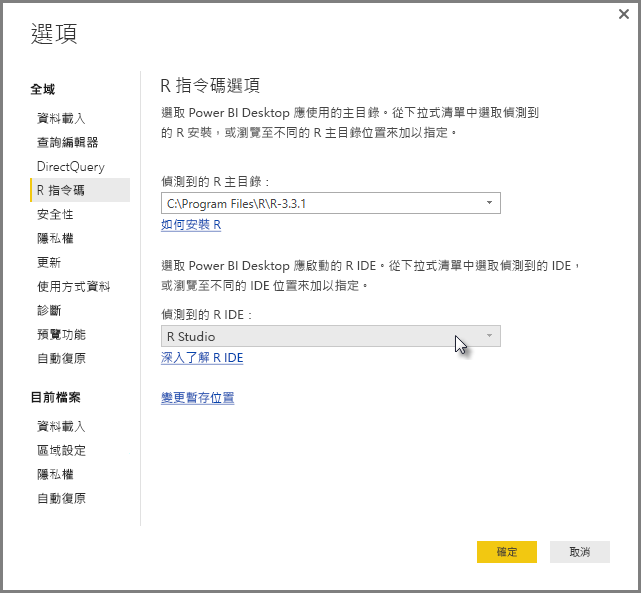 選項
全域
資料載入
查詢編輯器
DirectQuery
R 指令碼
安全性
隱私權
更新
使用方式資料
診斷
預覽功能
自動復原
目前檔案
資料載入
區域設定
隱私權
自動復原
R 指令碼選項
選取 Power BI Desktop 應使用的主目錄。從下拉式清單中選取偵測到
的 R 安裝，或瀏覽至不同的 R 主目錄位置來加以指定。
偵測到的 R 主目錄：
C:\Program Files\R\R-3.3.1
如何安裝 R
選取 Power BI Desktop 應啟動的 R IDE。從下拉式清單中選取偵測到的 IDE，
或瀏覽至不同的 IDE 位置來加以指定。
偵測到的 R IDE：
R Studio
深入了解 R IDE
變更暫存位置
確定
取消